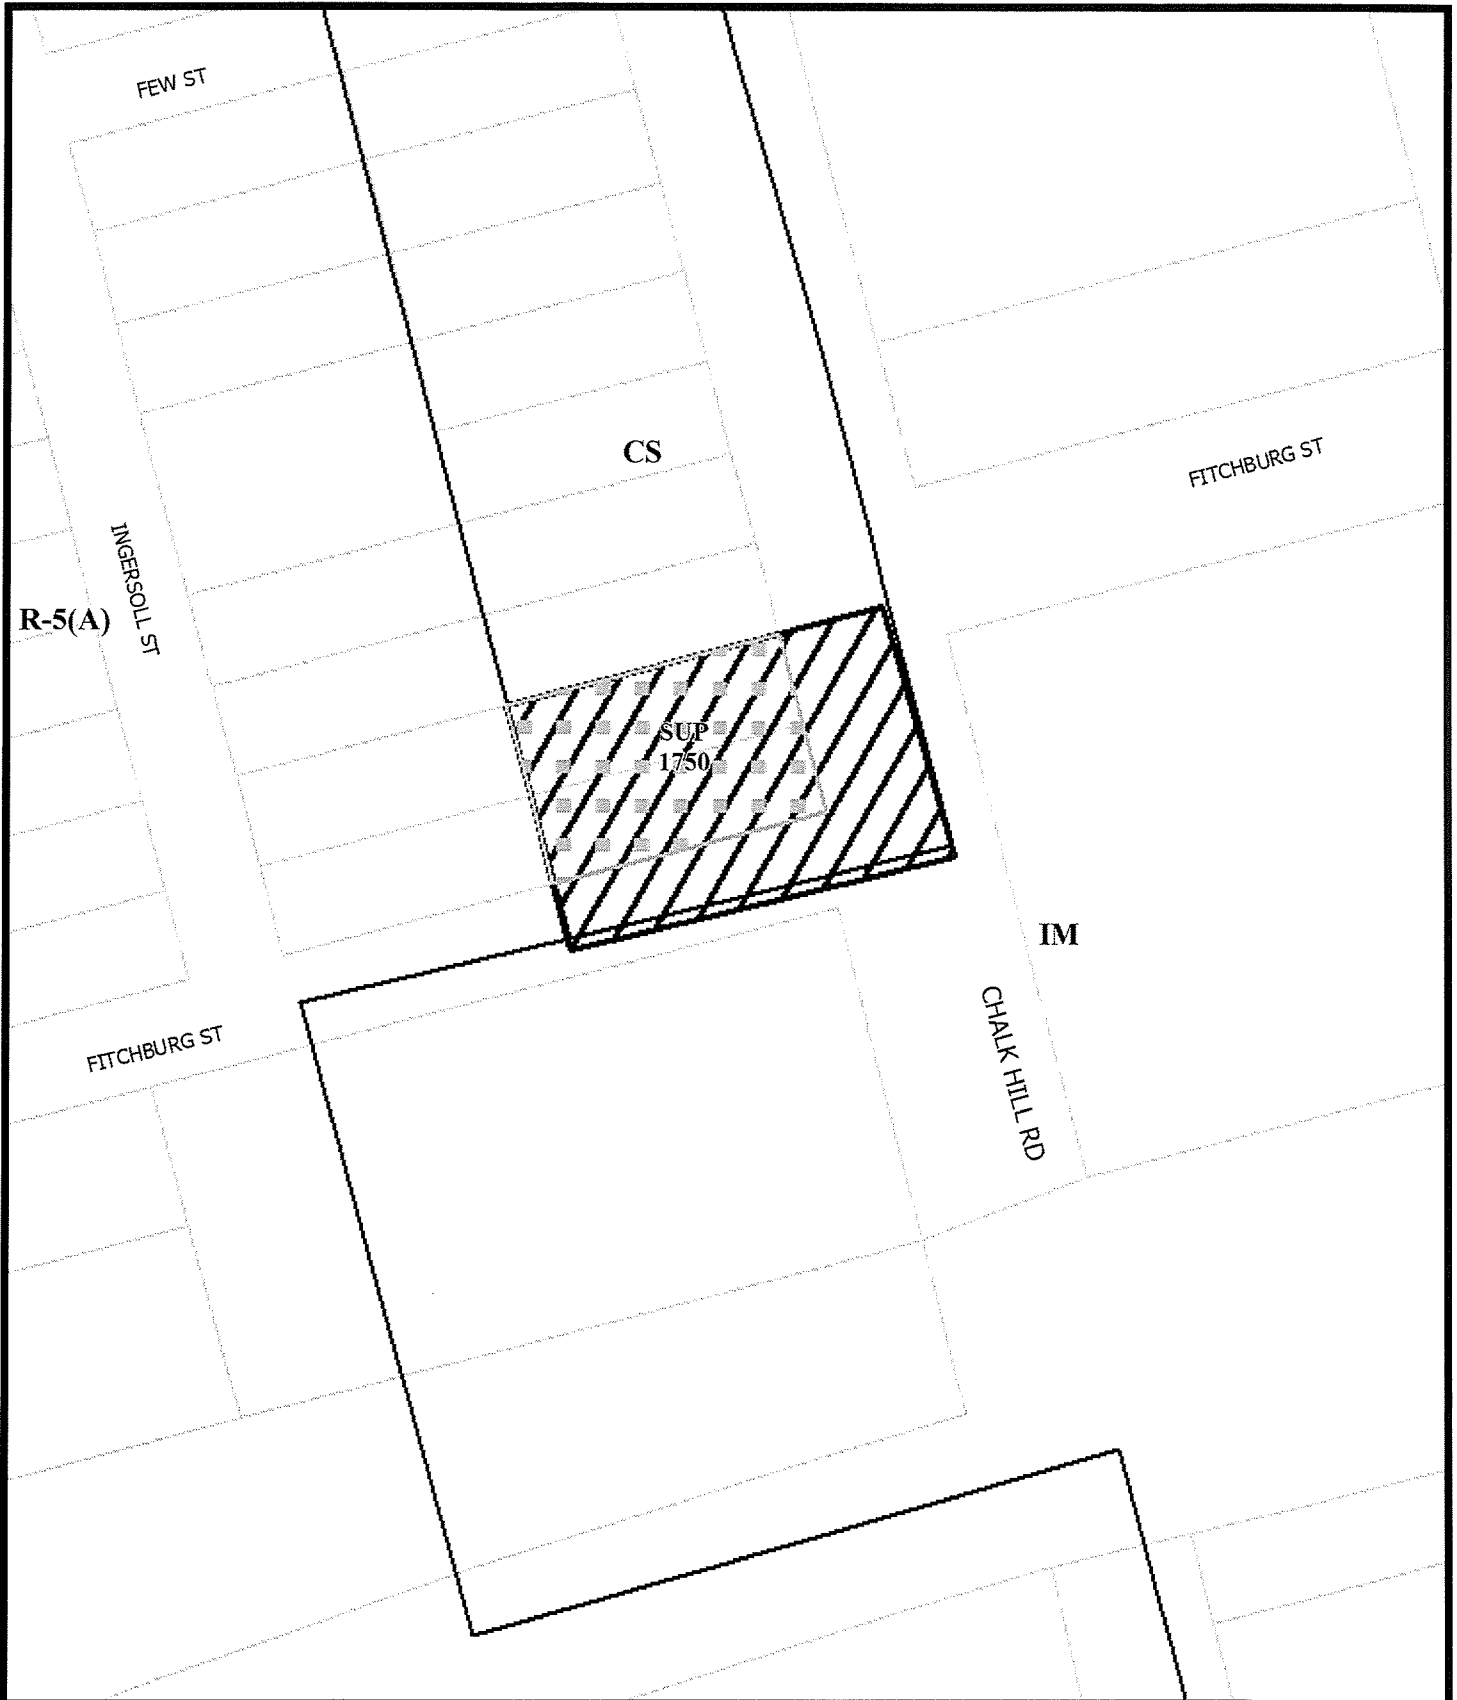 FEW ST
CS
FITCHBURG ST
INGERSOLL ST
R-5(A)
SUP
1750
IM
CHALK HILL RD
FITCHBURG ST